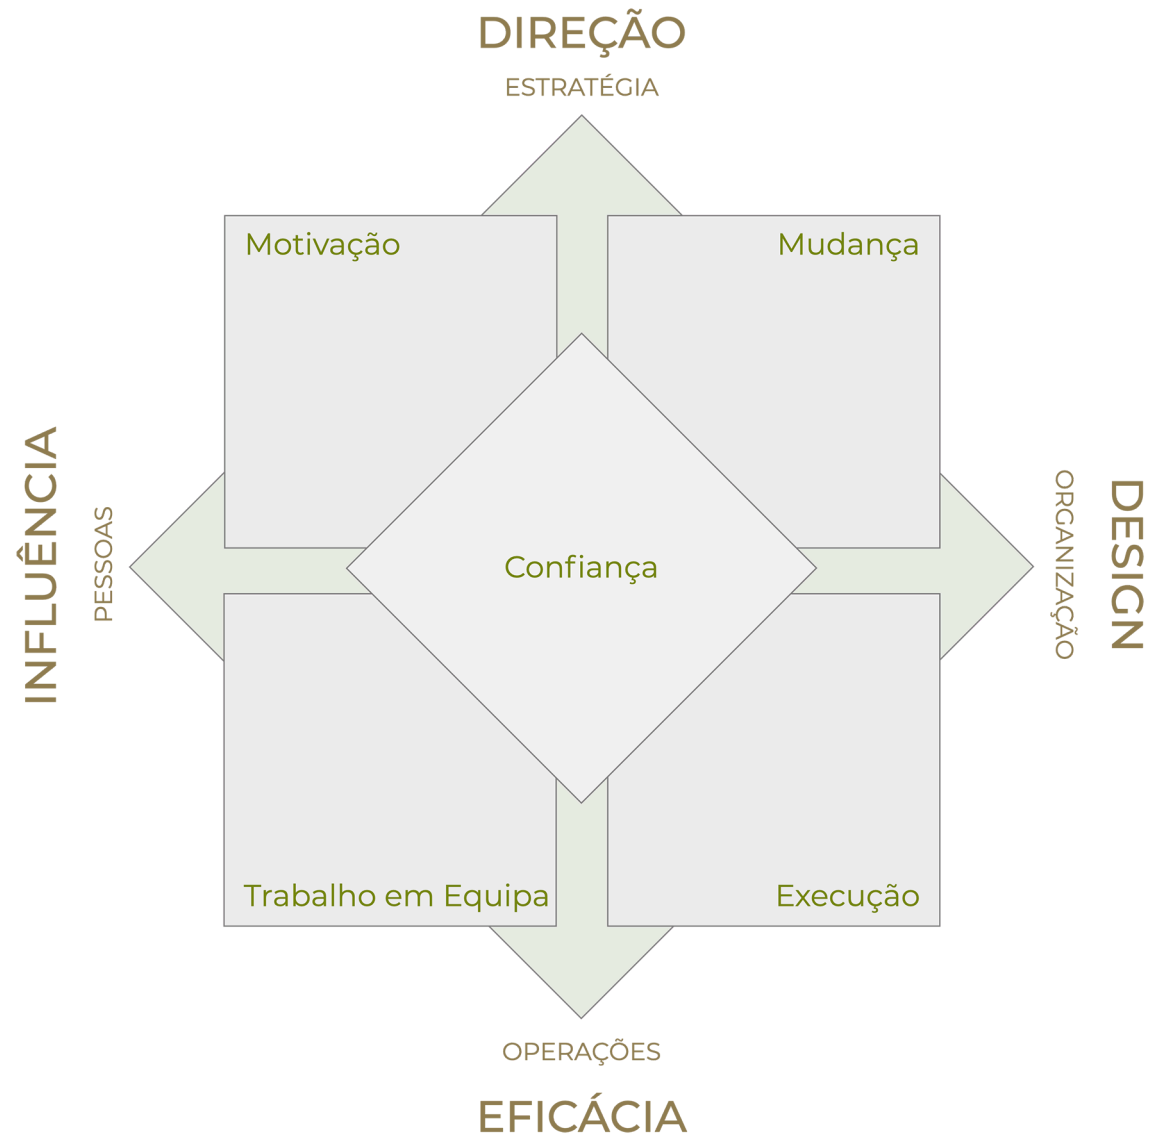 DIREÇÃO
ESTRATÉGIA
Motivação
Mudança
INFLUÊNCIA
PESSOAS
Confiança
ORGANIZAÇÃO
DESIGN
Trabalho em Equipa
Execução
OPERAÇÕES
EFICÁCIA